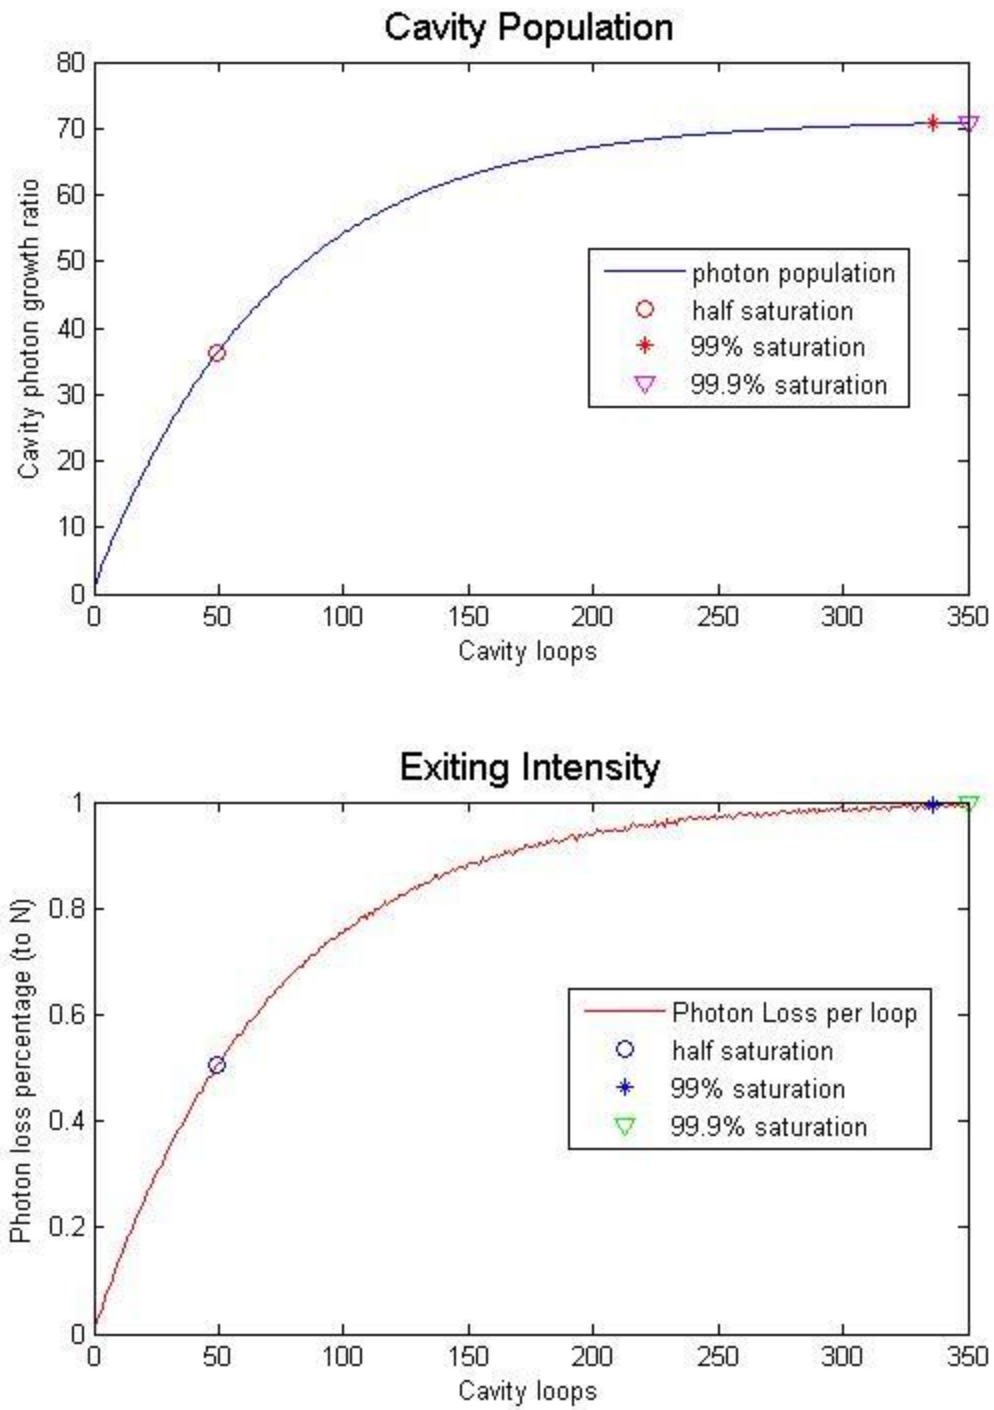 Cavity Population
80
70
60
50
40
30
20
10
0
Cavity photon growth ratio
photon population
half saturation
99% saturation
99.9% saturation
0 50 100 150 200 250 300 350
Cavity loops
Exiting Intensity
1
0.8
0.6
0.4
0.2
0
Photon loss percentage (to N)
Photon Loss per loop
half saturation
99% saturation
99.9% saturation
0 50 100 150 200 250 300 350
Cavity loops